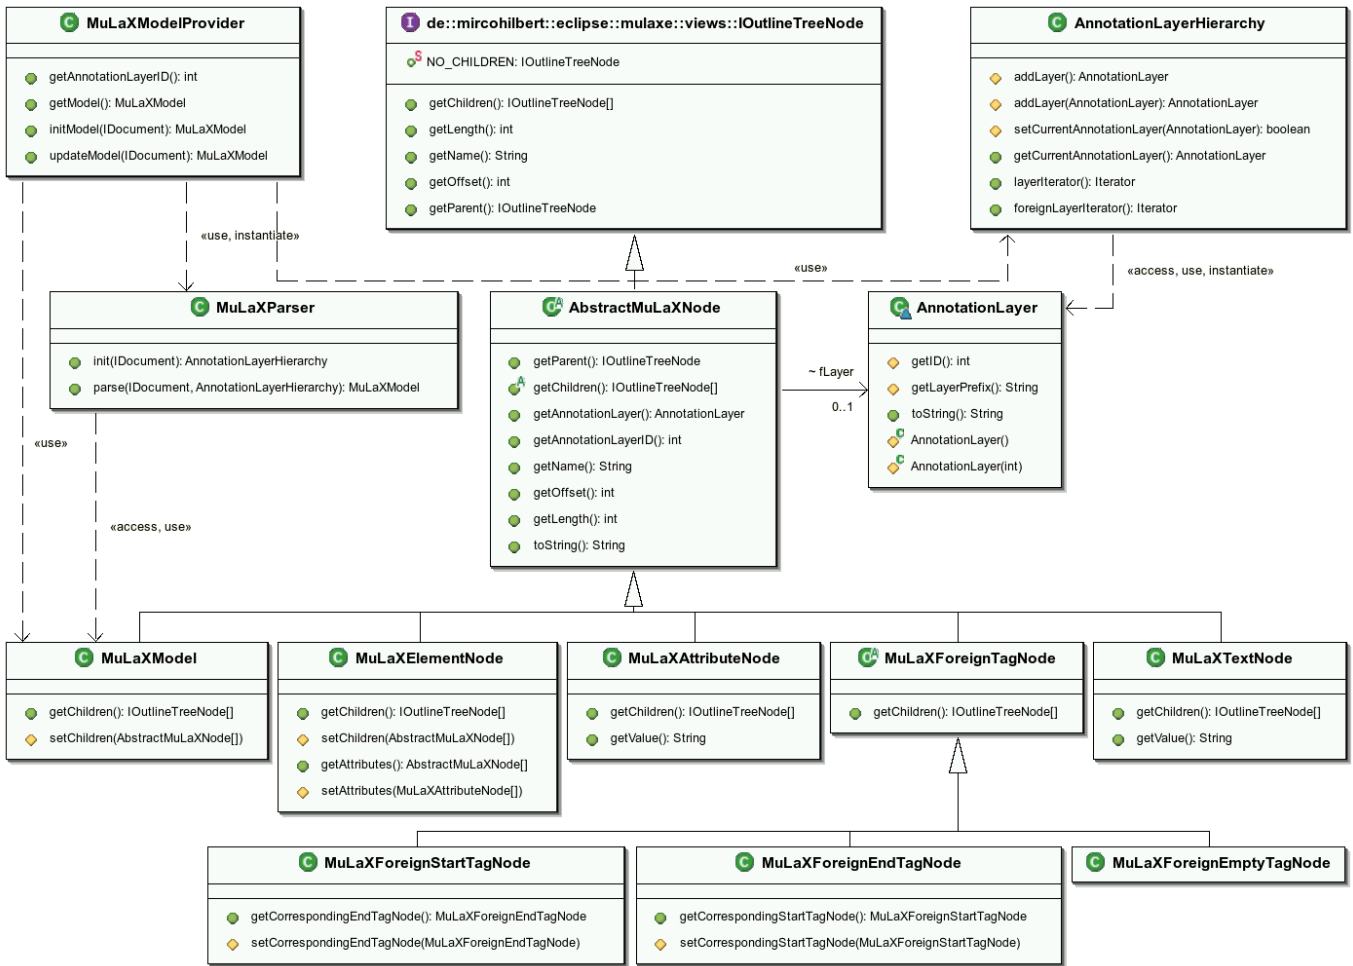 MuLaXModelProvider
getAnnotationLayerID(): int
getModel(): MuLaXModel
initModel(IDocument): MuLaXModel
updateModel(IDocument): MuLaXModel
de::mircohilbert::eclipse::mulaxe::views::IOutlineTreeNode
NO_CHILDREN: IOutlineTreeNode
getChildren(): IOutlineTreeNode[]
getLength(): int
getName(): String
getOffset(): int
getParent(): IOutlineTreeNode
AnnotationLayerHierarchy
addLayer(): AnnotationLayer
addLayer(AnnotationLayer): AnnotationLayer
setCurrentAnnotationLayer(AnnotationLayer): boolean
getCurrentAnnotationLayer(): AnnotationLayer
layerIterator(): Iterator
foreignLayerIterator(): Iterator
«use, instantiate»
«use»
«access, use, instantiate»
MuLaXParser
init(IDocument): AnnotationLayerHierarchy
parse(IDocument, AnnotationLayerHierarchy): MuLaXModel
AbstractMuLaXNode
getParent(): IOutlineTreeNode
getChildren(): IOutlineTreeNode[]
getAnnotationLayer(): AnnotationLayer
getAnnotationLayerID(): int
getName(): String
getOffset(): int
getLength(): int
toString(): String
~ fLayer
0..1
AnnotationLayer
getID(): int
getLayerPrefix(): String
toString(): String
AnnotationLayer()
AnnotationLayer(int)
«use»
«access, use»
MuLaXModel
getChildren(): IOutlineTreeNode[]
setChildren(AbstractMuLaXNode[])
MuLaXElementNode
getChildren(): IOutlineTreeNode[]
setChildren(AbstractMuLaXNode[])
getAttributes(): AbstractMuLaXNode[]
setAttributes(MuLaXAttributeNode[])
MuLaXAttributeNode
getChildren(): IOutlineTreeNode[]
getValue(): String
MuLaXForeignTagNode
getChildren(): IOutlineTreeNode[]
MuLaXTextNode
getChildren(): IOutlineTreeNode[]
getValue(): String
MuLaXForeignStartTagNode
getCorrespondingEndTagNode(): MuLaXForeignEndTagNode
setCorrespondingEndTagNode(MuLaXForeignEndTagNode)
MuLaXForeignEndTagNode
getCorrespondingStartTagNode(): MuLaXForeignStartTagNode
setCorrespondingStartTagNode(MuLaXForeignStartTagNode)
MuLaXForeignEmptyTagNode